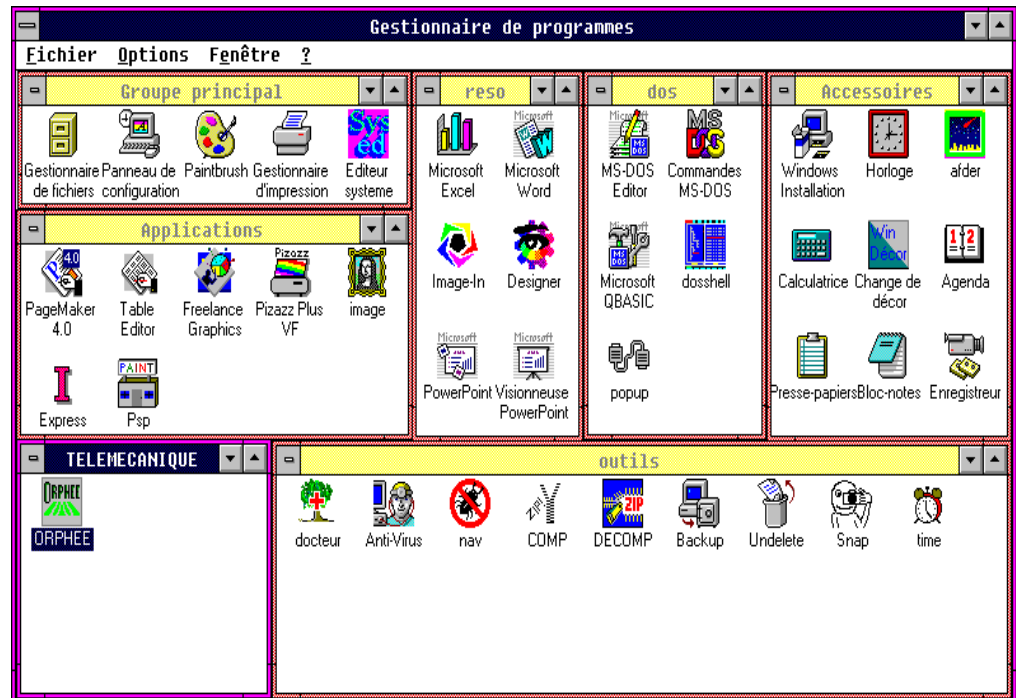 Gestionnaire de programmes
Fichier Options Fenêtre ?
Groupe principal
Gestionnaire de fichiers
Panneau de configuration
Paintbrush
Gestionnaire d'impression
Sys ed
Editeur systeme
reso
Microsoft Excel
Microsoft
Microsoft Word
Image-In
Designer
Microsoft
PowerPoint
Microsoft
Visionneuse PowerPoint
dos
Microsoft
MS DOS
MS-DOS Editor
MS DOS
Commandes MS-DOS
Microsoft
MS DOS
Microsoft QBASIC
dosshell
popup
Accessoires
Windows Installation
Horloge
afder
Calculatrice
Win Décor
Change de décor
1 2
Agenda
Presse-papiers
Bloc-notes
Enregistreur
Applications
4.0
PageMaker 4.0
Table Editor
Freelance Graphics
Pizazz
Pizazz Plus VF
image
I
Express
PAINT
Psp
TELEMECANIQUE
ORPHEE
ORPHEE
outils
docteur
Anti-Virus
nav
ZIP!
COMP
ZIP
DECOMP
Backup
Undelete
Snap
time